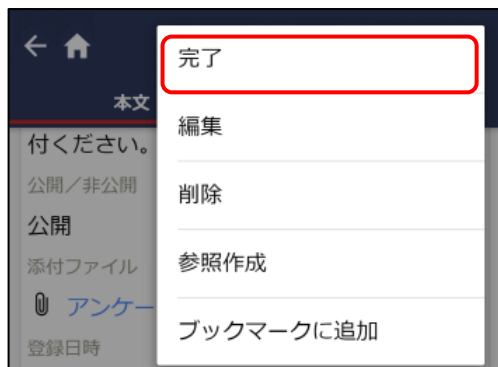 完了
本文
編集
付ください。
公開／非公開
削除
公開
参照作成
添付ファイル
アンケー
ブックマークに追加
登録日時